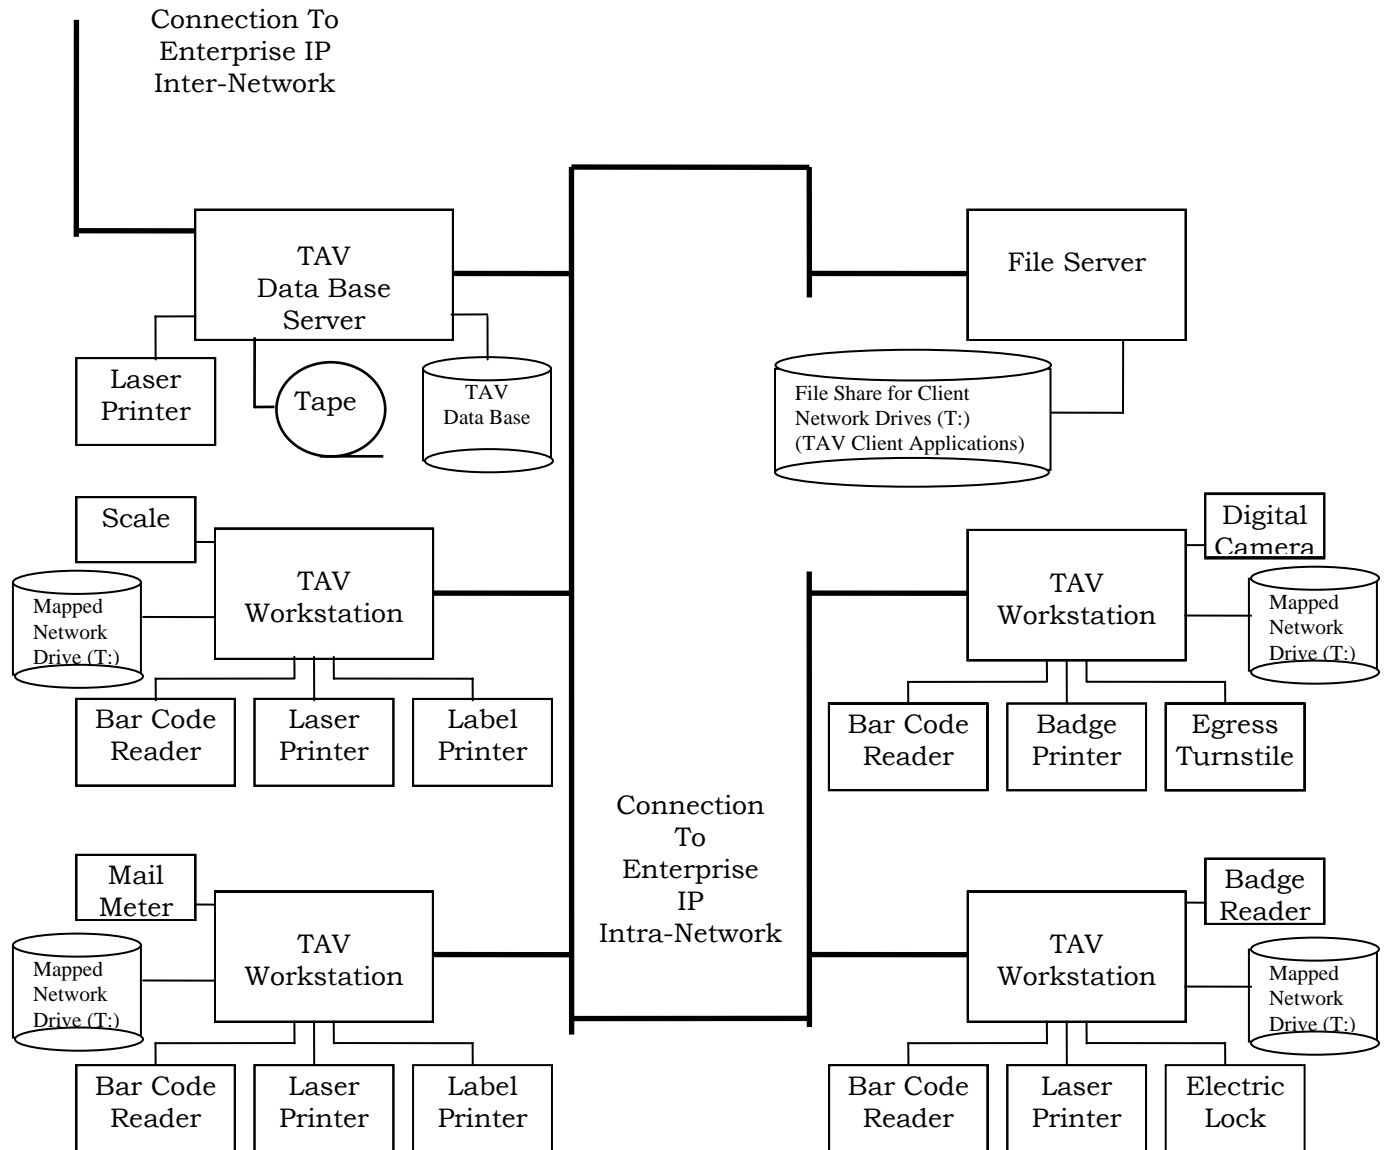 Connection To
Enterprise IP
Inter-Network
TAV
Data Base
Server
File Server
Laser
Printer
Tape
TAV
Data Base
File Share for Client
Network Drives (T:)
(TAV Client Applications)
Scale
TAV
Workstation
Mapped
Network
Drive (T:)
Bar Code
Reader
Laser
Printer
Label
Printer
Digital
Camera
TAV
Workstation
Mapped
Network
Drive (T:)
Bar Code
Reader
Badge
Printer
Egress
Turnstile
Connection
To
Enterprise
IP
Intra-Network
Mail
Meter
TAV
Workstation
Mapped
Network
Drive (T:)
Bar Code
Reader
Laser
Printer
Label
Printer
Badge
Reader
TAV
Workstation
Mapped
Network
Drive (T:)
Bar Code
Reader
Laser
Printer
Electric
Lock